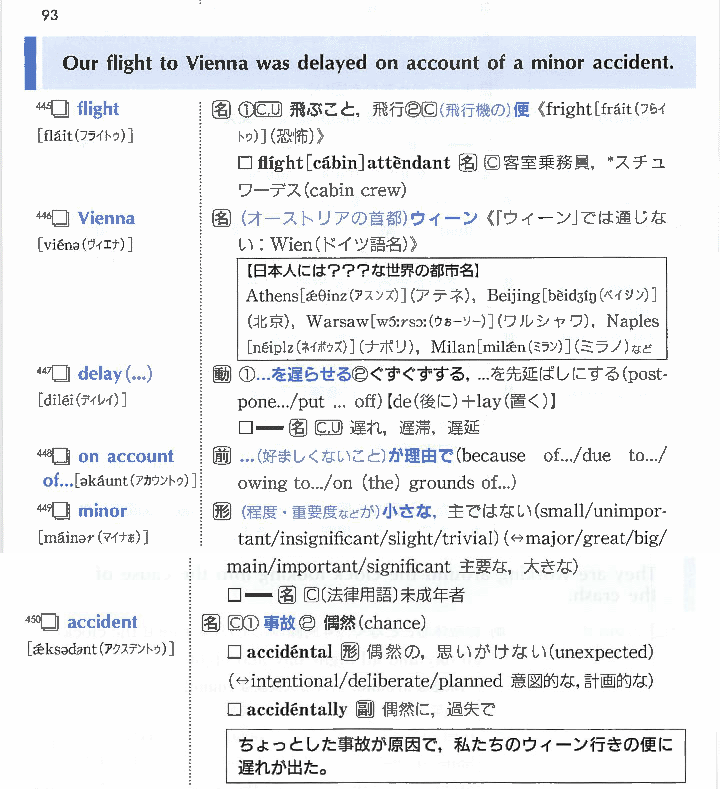 93
Our flight to Vienna was delayed on account of a minor accident.
445 flight
[fláit(フライトゥ)]
名 ①C,U 飛ぶこと，飛行②C(飛行機の)便《fright[fráit(フらイ
トゥ)](恐怖)》
□ flíght[cábin]attèndant 名 C客室乗務員，*スチュ
ワーデス(cabin crew)
446 Vienna
[viénə(ヴィエナ)]
名 (オーストリアの首都)ウィーン《「ウィーン」では通じな
い：Wien(ドイツ語名)》
【日本人には？？？な世界の都市名】
Athens[ǽθinz(アスンズ)](アテネ)，Beijing[bèidʒíŋ(ベイジン)]
(北京)，Warsaw[wɔ́ːrsɔː(ウぉーソー)](ワルシャワ)，Naples
[néiplz(ネイポゥズ)](ナポリ)，Milan[milǽn(ミラン)](ミラノ)など
447 delay(...)
[diléi(ディレイ)]
動 ①...を遅らせる②ぐずぐずする，...を先延ばしにする(post-
pone.../put ... off)【de(後に)＋lay(置く)】
□━ 名 C,U 遅れ，遅滞，遅延
448 on account
of...[əkáunt(アカウントゥ)]
前 ...(好ましくないこと)が理由で(because of.../due to.../
owing to.../on (the) grounds of...)
449 minor
[máinər(マイナぁ)]
形 (程度・重要度などが)小さな，主ではない(small/unimpor-
tant/insignificant/slight/trivial) (↔major/great/big/
main/important/significant 主要な，大きな)
□━ 名 C(法律用語)未成年者
450 accident
[ǽksədənt(アクスデントゥ)]
名 C① 事故② 偶然(chance)
□ accidéntal 形 偶然の，思いがけない(unexpected)
(↔intentional/deliberate/planned 意図的な，計画的な)
□ accidéntally 副 偶然に，過失で
ちょっとした事故が原因で，私たちのウィーン行きの便に
遅れが出た。